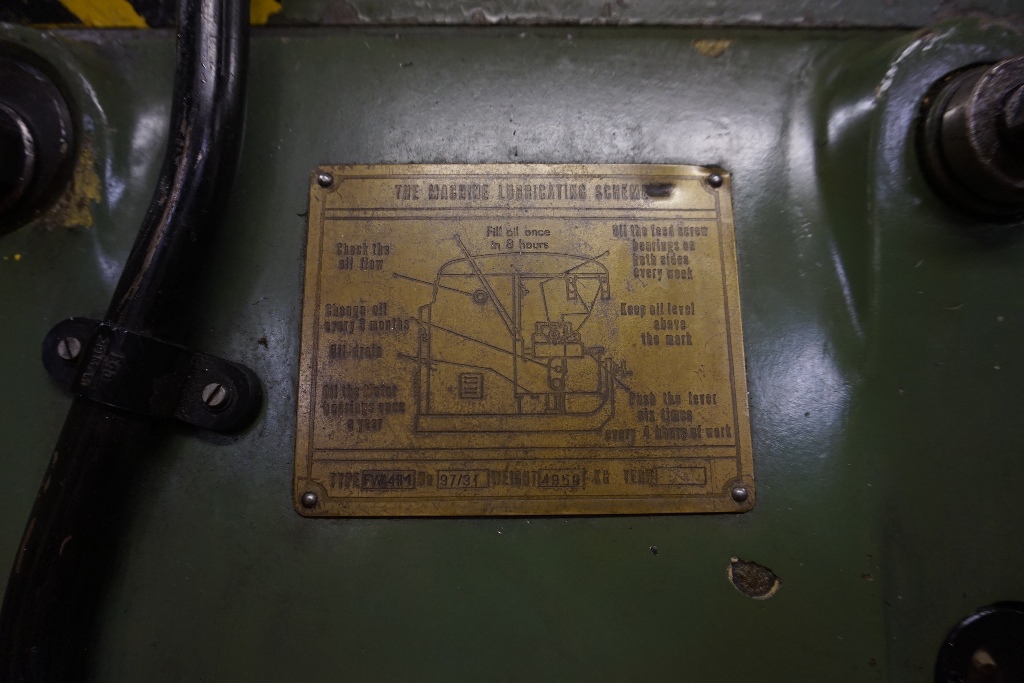 THE MACHINE LUBRICATING SCHEME
Fill oil once
in 8 hours
Check the
oil flow
Oil the feed screw
bearings on
both sides
every week
Change oil
every 6 months
Keep oil level
above
the mark
Oil drain
Oil the Motor
bearings once
a year
Push the lever
six times
every 4 hours of work
TYPE No 97/31 WEIGHT 4950 KG YEAR